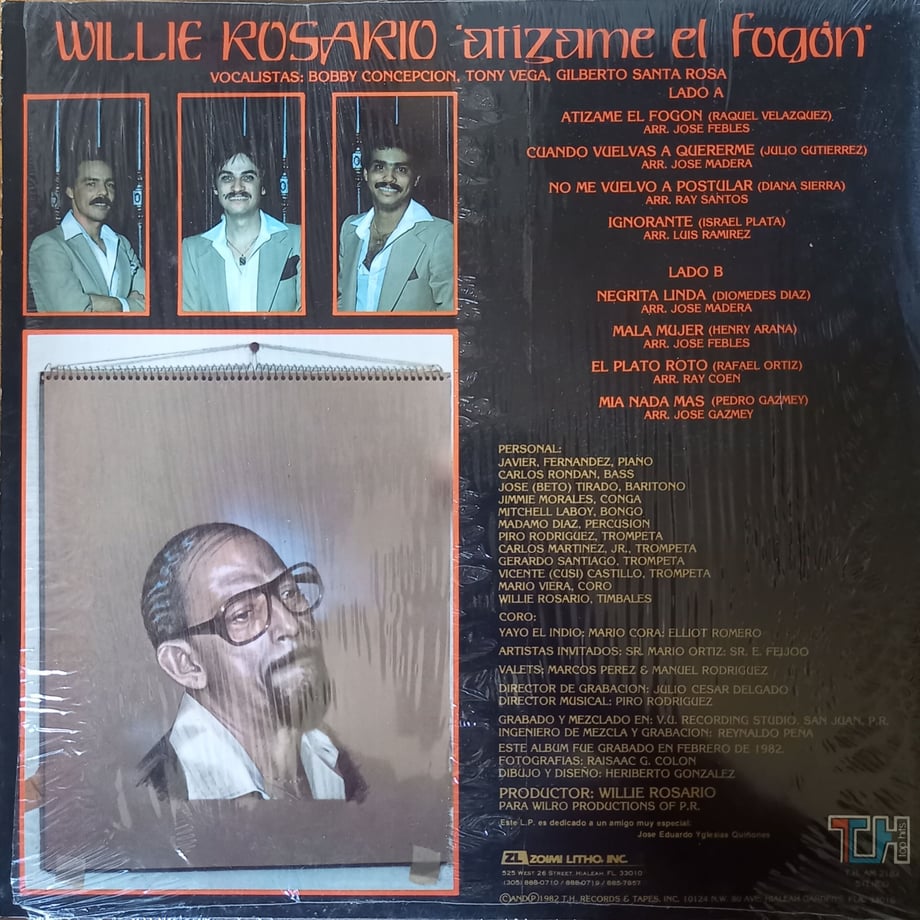 WILLIE ROSARIO "atízame el fogón"
VOCALISTAS: BOBBY CONCEPCION, TONY VEGA, GILBERTO SANTA ROSA
LADO A
ATIZAME EL FOGON (RAQUEL VELAZQUEZ)
ARR. JOSE FEBLES
CUANDO VUELVAS A QUERERME (JULIO GUTIERREZ)
ARR. JOSE MADERA
NO ME VUELVO A POSTULAR (DIANA SIERRA)
ARR. RAY SANTOS
IGNORANTE (ISRAEL PLATA)
ARR. LUIS RAMIREZ
LADO B
NEGRITA LINDA (DIOMEDES DIAZ)
ARR. JOSE MADERA
MALA MUJER (HENRY ARANA)
ARR. JOSE FEBLES
EL PLATO ROTO (RAFAEL ORTIZ)
ARR. RAY COEN
MIA NADA MAS (PEDRO GAZMEY)
ARR. JOSE GAZMEY
PERSONAL:
JAVIER, FERNANDEZ, PIANO
CARLOS RONDAN, BASS
JOSE (BETO) TIRADO, BARITONO
JIMMIE MORALES, CONGA
MITCHELL LABOY, BONGO
MADAMO DIAZ, PERCUSION
PIRO RODRIGUEZ, TROMPETA
CARLOS MARTINEZ, JR., TROMPETA
GERARDO SANTIAGO, TROMPETA
VICENTE (CUSI) CASTILLO, TROMPETA
MARIO VIERA, CORO
WILLIE ROSARIO, TIMBALES
CORO:
YAYO EL INDIO: MARIO CORA: ELLIOT ROMERO
ARTISTAS INVITADOS: SR. MARIO ORTIZ: SR. E. FEIJOO
VALETS: MARCOS PEREZ & MANUEL RODRIGUEZ
DIRECTOR DE GRABACION: JULIO CESAR DELGADO
DIRECTOR MUSICAL: PIRO RODRIGUEZ
GRABADO Y MEZCLADO EN: V.U. RECORDING STUDIO. SAN JUAN, P.R.
INGENIERO DE MEZCLA Y GRABACION: REYNALDO PENA
ESTE ALBUM FUE GRABADO EN FEBRERO DE 1982.
FOTOGRAFIAS: RAISAAC G. COLON
DIBUJO Y DISEÑO: HERIBERTO GONZALEZ
PRODUCTOR: WILLIE ROSARIO
PARA WILRO PRODUCTIONS OF P.R.
Este L.P. es dedicado a un amigo muy especial:
Jose Eduardo Yglesias Quiñones
TH top hits
ZL ZOIMI LITHO, INC.
525 WEST 26 STREET, HIALEAH, FL. 33010
(305) 888-0710 / 888-0719 / 885-7857
©AND℗1982 T.H. RECORDS & TAPES, INC. 10124 N.W. 80 AVE. HIALEAH GARDENS, FLA.